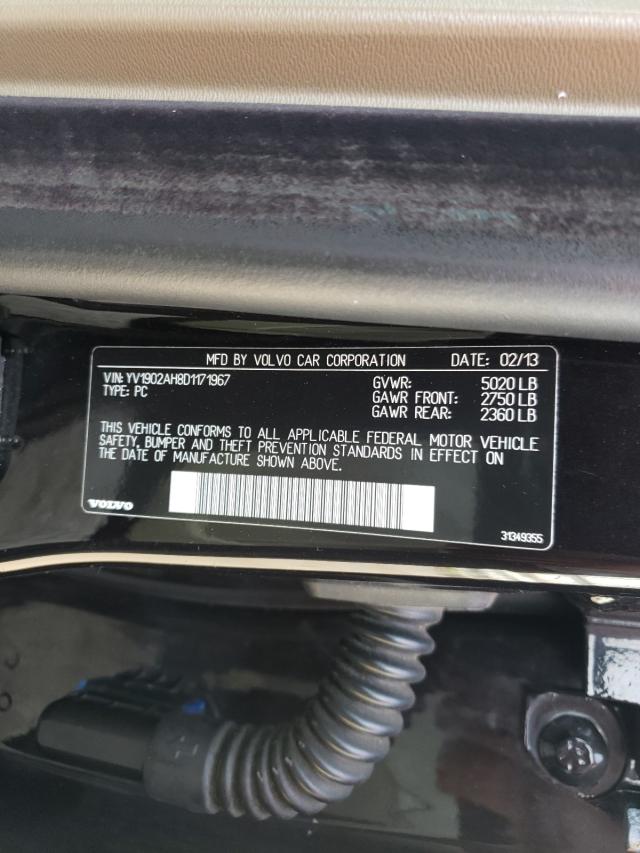 MFD BY VOLVO CAR CORPORATION DATE: 02/13
VIN: YV1902AH8D1171967 GVWR: 5020 LB
TYPE: PC GAWR FRONT: 2750 LB
GAWR REAR: 2360 LB
THIS VEHICLE CONFORMS TO ALL APPLICABLE FEDERAL MOTOR VEHICLE
SAFETY, BUMPER AND THEFT PREVENTION STANDARDS IN EFFECT ON
THE DATE OF MANUFACTURE SHOWN ABOVE.
VOLVO 31349355